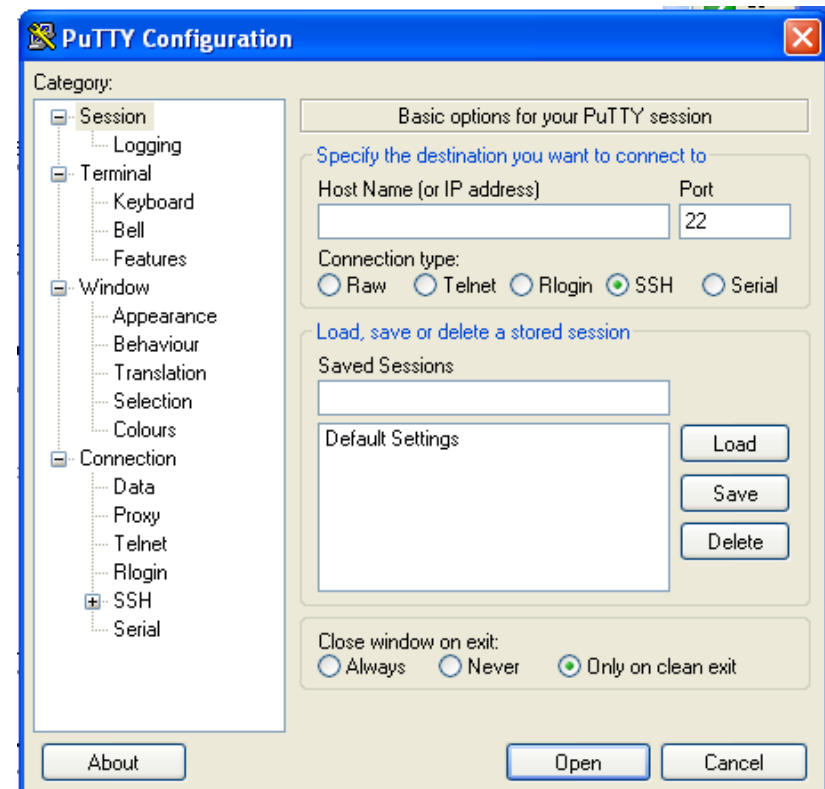 PuTTY Configuration
Category:
Session
Logging
Terminal
Keyboard
Bell
Features
Window
Appearance
Behaviour
Translation
Selection
Colours
Connection
Data
Proxy
Telnet
Rlogin
SSH
Serial
Basic options for your PuTTY session
Specify the destination you want to connect to
Host Name (or IP address) Port
22
Connection type:
Raw Telnet Rlogin SSH Serial
Load, save or delete a stored session
Saved Sessions
Default Settings
Load
Save
Delete
Close window on exit:
Always Never Only on clean exit
About Open Cancel